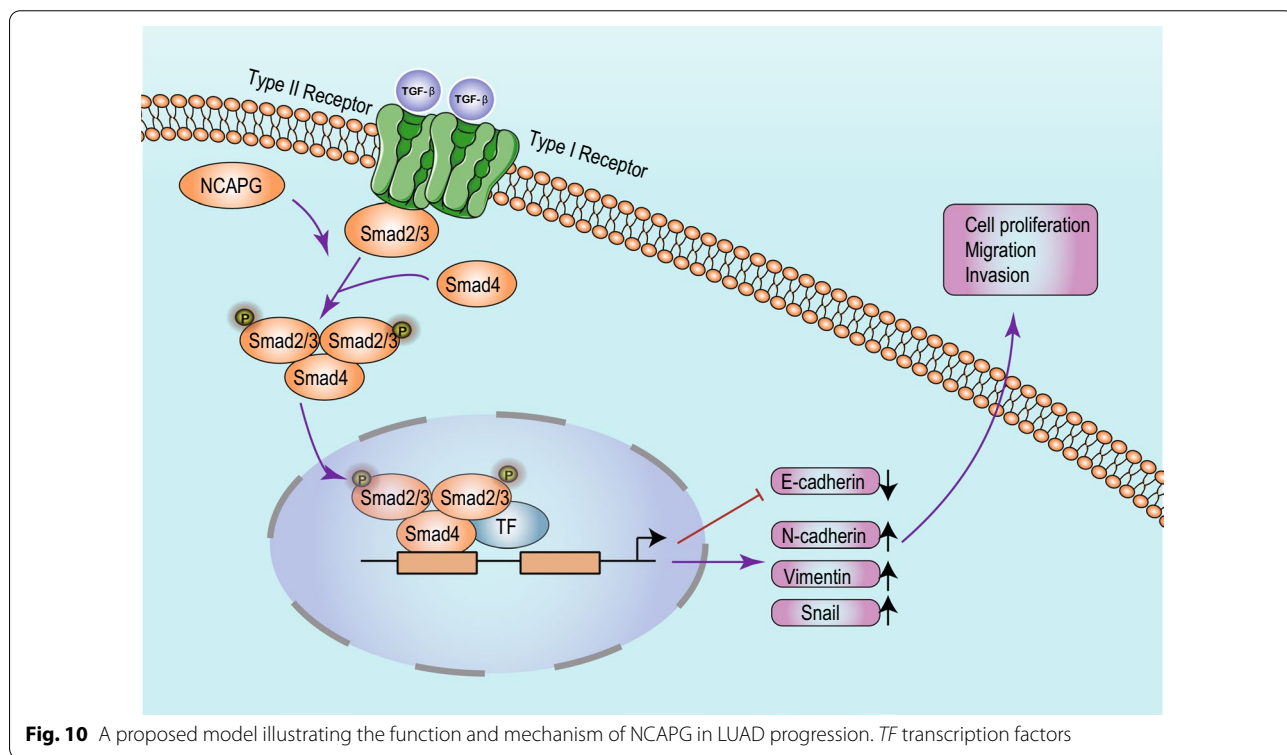 TGF-β
TGF-β
Type II Receptor
Type I Receptor
NCAPG
Smad2/3
Smad4
Cell proliferation
Migration
Invasion
P
P
Smad2/3
Smad2/3
Smad4
P
P
Smad2/3
Smad2/3
Smad4
TF
E-cadherin
N-cadherin
Vimentin
Snail
Fig. 10 A proposed model illustrating the function and mechanism of NCAPG in LUAD progression. TF transcription factors